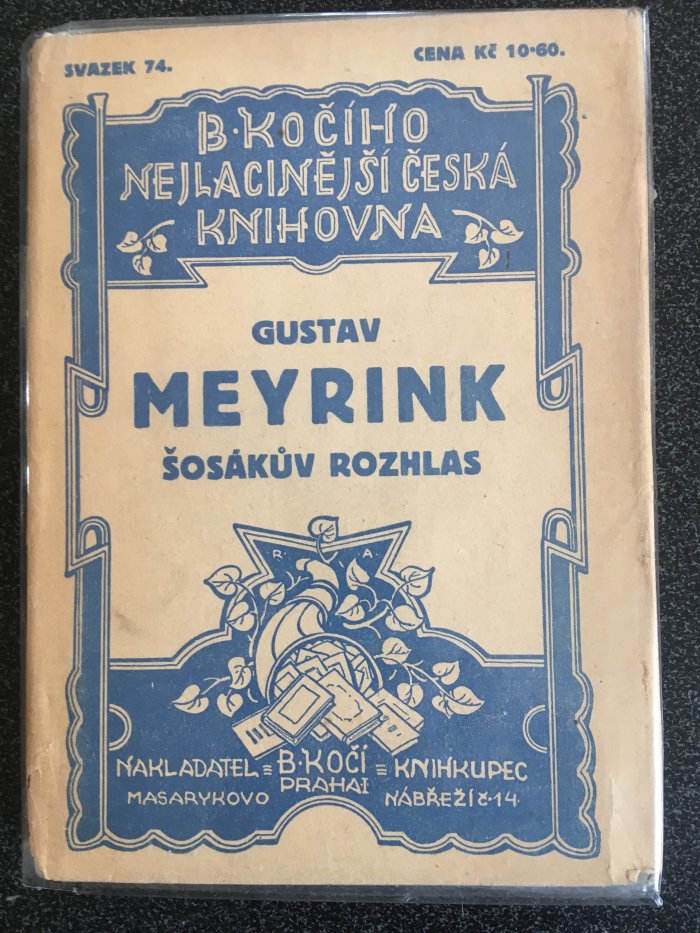 SVAZEK 74.
CENA Kč 10·60.
B·KOČÍHO
NEJLACINĚJŠÍ ČESKÁ
KNIHOVNA
GUSTAV
MEYRINK
ŠOSÁKŮV ROZHLAS
R. A.
NAKLADATEL = B·KOČÍ = KNIHKUPEC
PRAHA I
MASARYKOVO NÁBŘEŽÍ č·14·